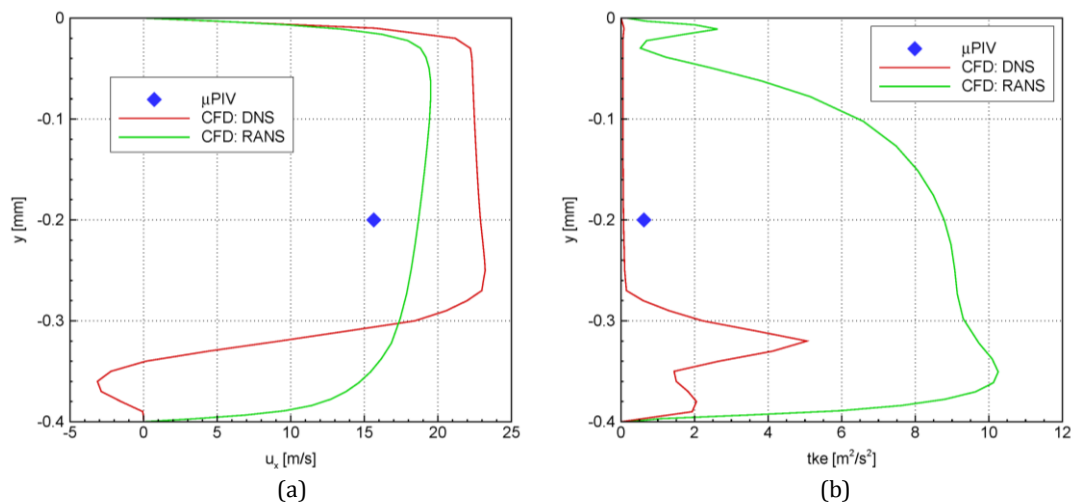 0
-0.1
-0.2
-0.3
-0.4
y [mm]
-5
0
5
10
15
20
25
uₓ [m/s]
μPIV
CFD: DNS
CFD: RANS
(a)
0
-0.1
-0.2
-0.3
-0.4
y [mm]
0
2
4
6
8
10
12
tke [m²/s²]
μPIV
CFD: DNS
CFD: RANS
(b)